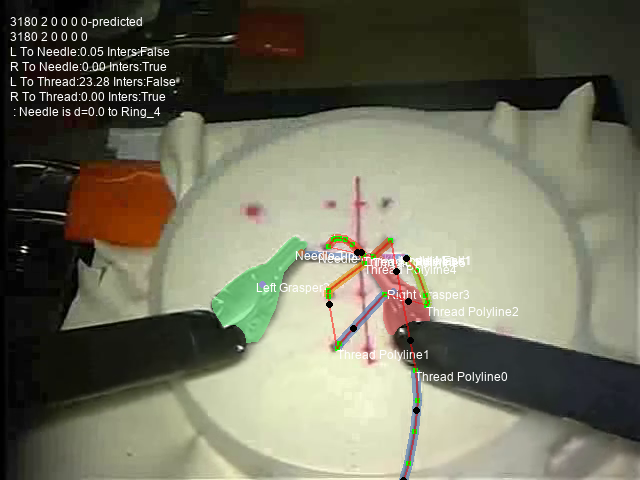 3180 2 0 0 0 0-predicted
3180 2 0 0 0 0
L To Needle:0.05 Inters:False
R To Needle:0.00 Inters:True
L To Thread:23.28 Inters:False
R To Thread:0.00 Inters:True
: Needle is d=0.0 to Ring_4
Needle
Needle
Thread Polyline4
Left Grasper
Right Grasper3
Thread Polyline2
Thread Polyline1
Thread Polyline0